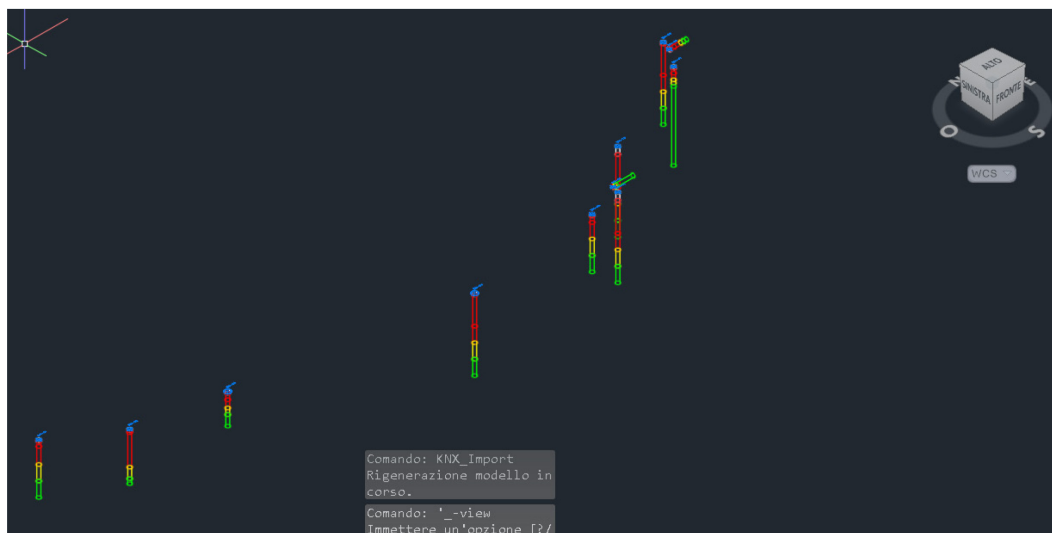 ALTO
SINISTRA
FRONTE
N
E
O
S
WCS
Comando: KNX_Import
Rigenerazione modello in
corso.
Comando: '_-view
Immettere un'opzione [?/